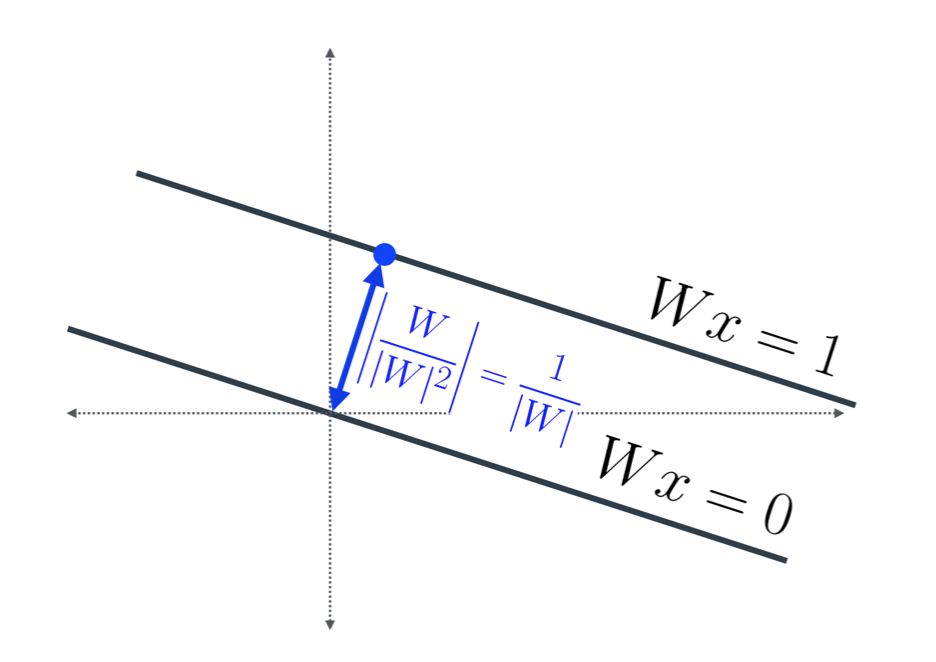 Wx = 1
|W/|W|²| = 1/|W|
Wx = 0